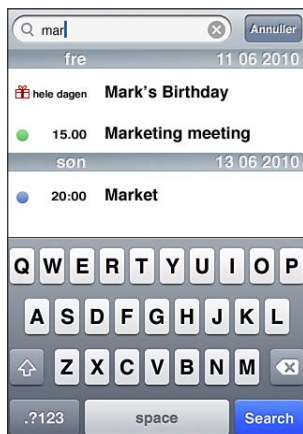 mar Annuller
fre 11 06 2010
hele dagen Mark's Birthday
15.00 Marketing meeting
søn 13 06 2010
20:00 Market
Q W E R T Y U I O P
A S D F G H J K L
Z X C V B N M
.?123 space Search